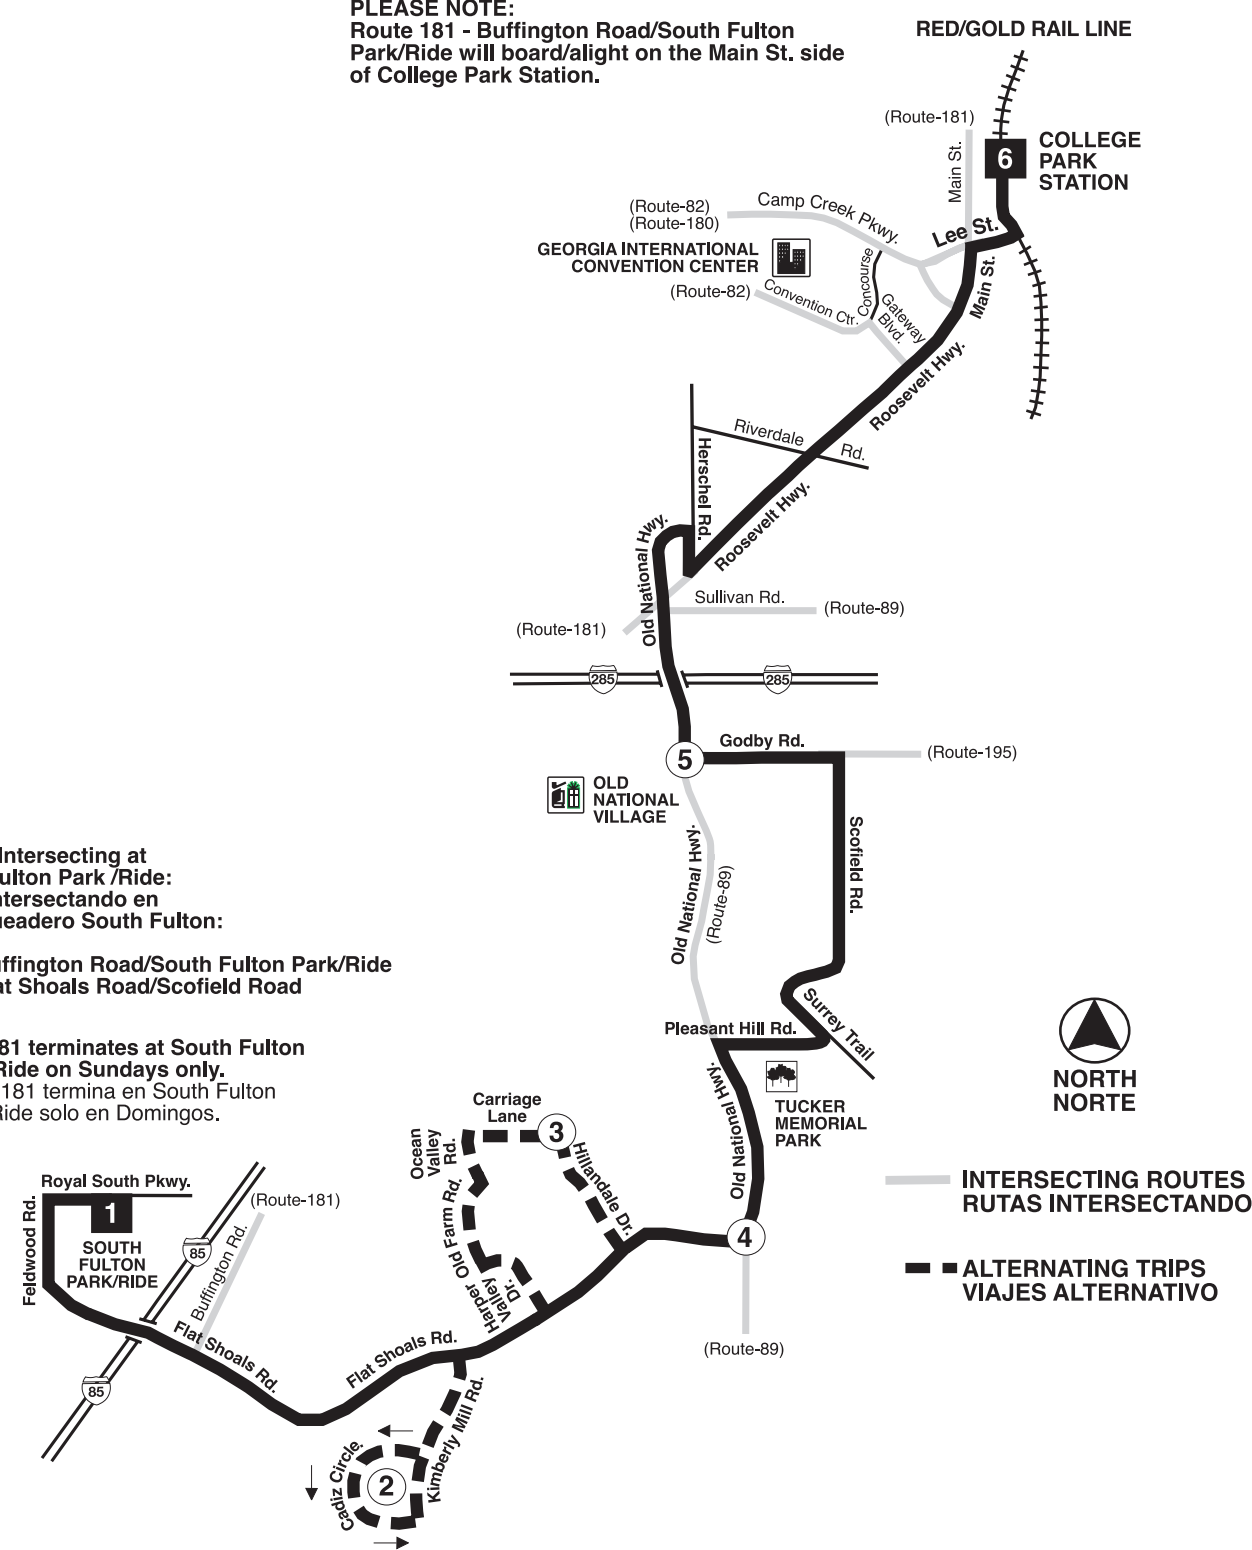 PLEASE NOTE:
Route 181 - Buffington Road/South Fulton
Park/Ride will board/alight on the Main St. side
of College Park Station.
RED/GOLD RAIL LINE
(Route-181)
Main St.
6
COLLEGE
PARK
STATION
(Route-82)
(Route-180)
Camp Creek Pkwy.
Lee St.
GEORGIA INTERNATIONAL
CONVENTION CENTER
(Route-82)
Convention Ctr.
Concourse
Gateway
Blvd.
Main St.
Roosevelt Hwy.
Riverdale Rd.
Herschel Rd.
Roosevelt Hwy.
Old National Hwy.
Sullivan Rd.
(Route-89)
(Route-181)
285
285
5
Godby Rd.
(Route-195)
OLD
NATIONAL
VILLAGE
Scofield Rd.
Old National Hwy.
(Route-89)
Intersecting at
ulton Park /Ride:
ntersectando en
ueadero South Fulton:
ffington Road/South Fulton Park/Ride
at Shoals Road/Scofield Road
81 terminates at South Fulton
Ride on Sundays only.
181 termina en South Fulton
Ride solo en Domingos.
Surrey Trail
Pleasant Hill Rd.
TUCKER
MEMORIAL
PARK
Old National Hwy.
NORTH
NORTE
Carriage
Lane
3
Ocean
Valley
Rd.
Hillandale Dr.
Old Farm Rd.
Harper
Valley
Dr.
4
(Route-89)
INTERSECTING ROUTES
RUTAS INTERSECTANDO
ALTERNATING TRIPS
VIAJES ALTERNATIVO
Royal South Pkwy.
1
SOUTH
FULTON
PARK/RIDE
Feldwood Rd.
85
(Route-181)
Buffington Rd.
Flat Shoals Rd.
Flat Shoals Rd.
85
Kimberly Mill Rd.
Cadiz Circle.
2